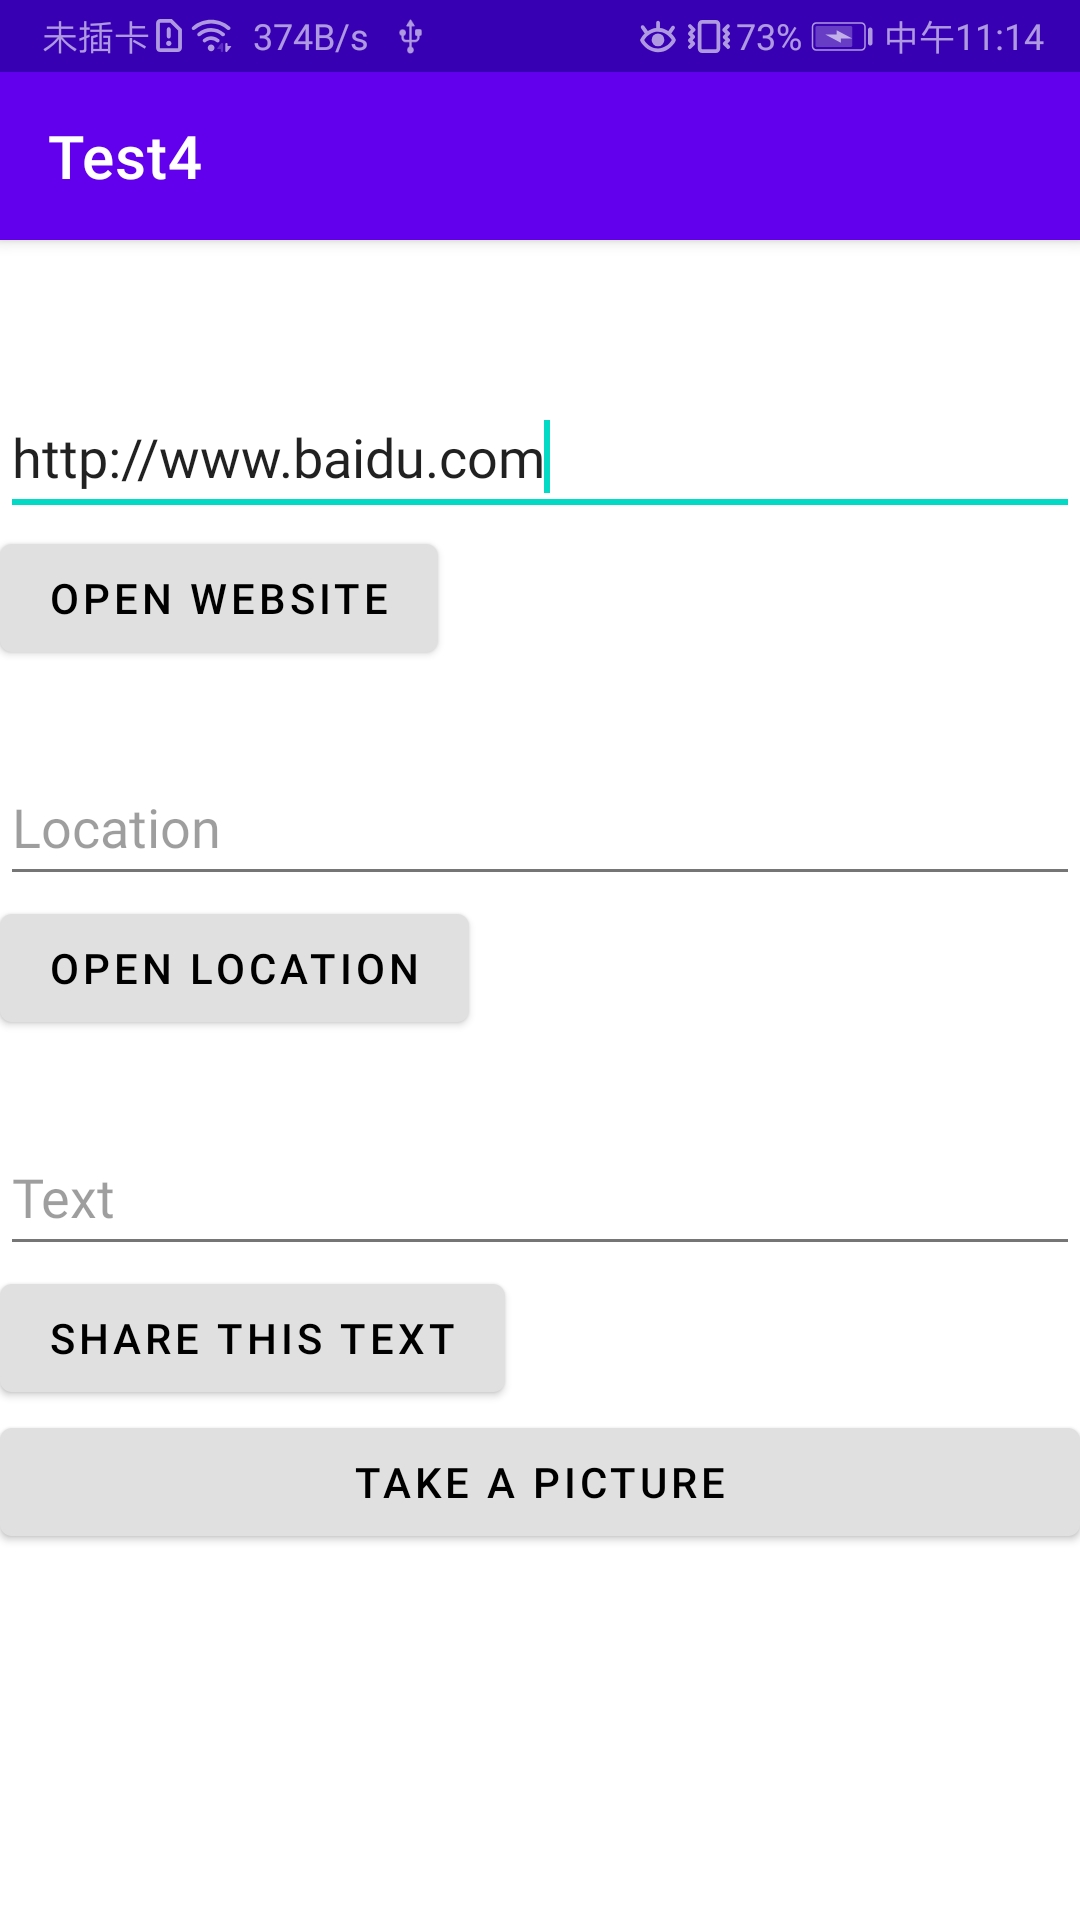 未插卡 374B/s 73% 中午11:14
Test4
http://www.baidu.com
OPEN WEBSITE
Location
OPEN LOCATION
Text
SHARE THIS TEXT
TAKE A PICTURE